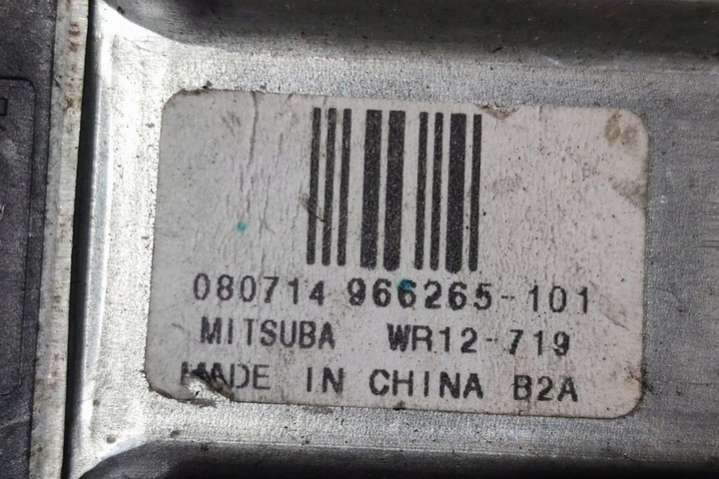 080714 966265-101
MITSUBA WR12-719
MADE IN CHINA B2A